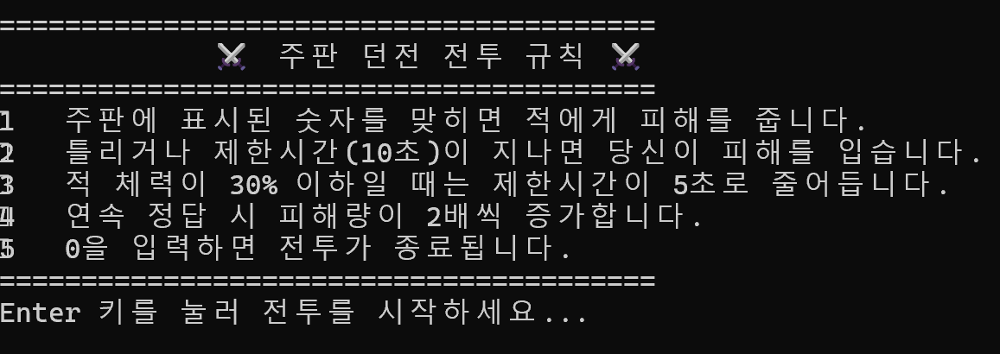 ========================================
⚔️ 주판 던전 전투 규칙 ⚔️
========================================
1 주판에 표시된 숫자를 맞히면 적에게 피해를 줍니다.
2 틀리거나 제한시간(10초)이 지나면 당신이 피해를 입습니다.
3 적 체력이 30% 이하일 때는 제한시간이 5초로 줄어듭니다.
4 연속 정답 시 피해량이 2배씩 증가합니다.
5 0을 입력하면 전투가 종료됩니다.
========================================
Enter 키를 눌러 전투를 시작하세요...